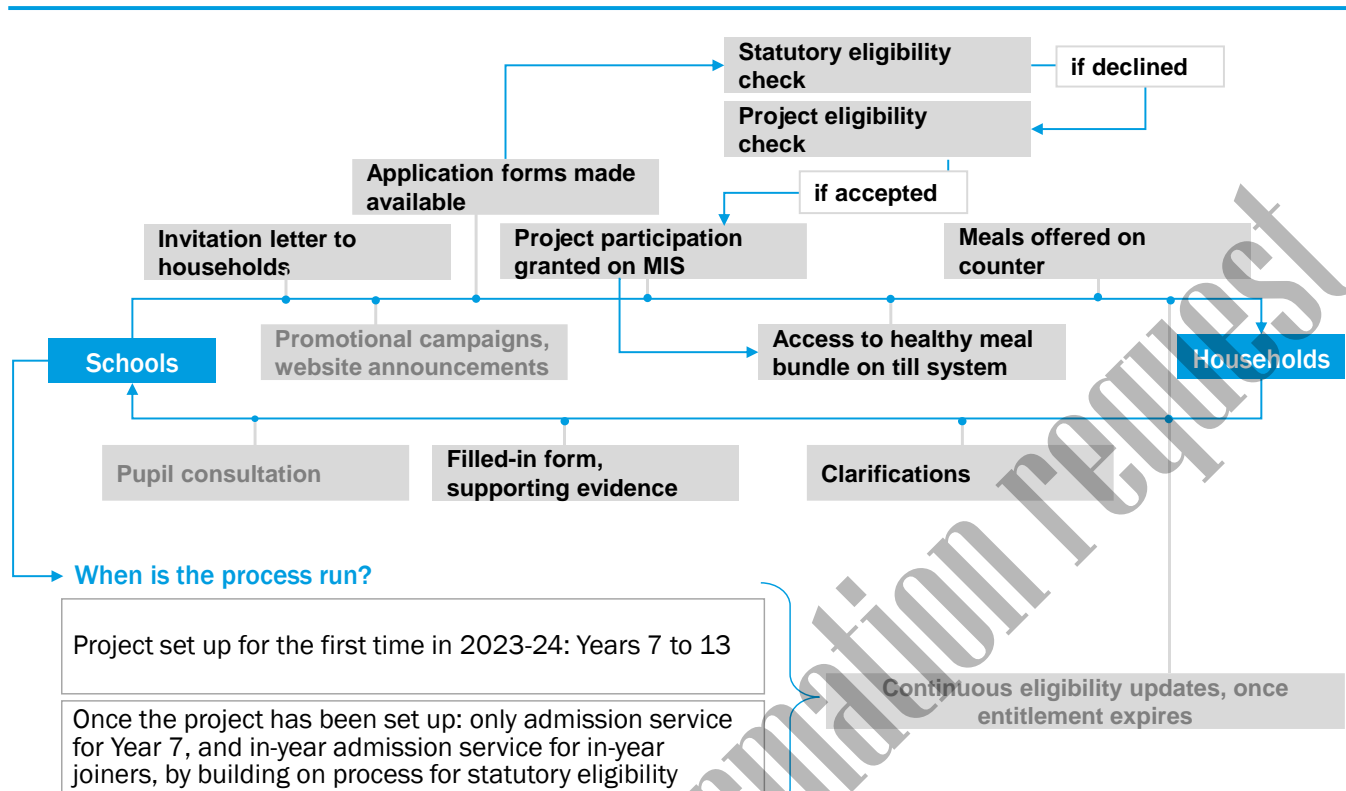 Statutory eligibility
check
if declined
Project eligibility
check
Application forms made
available
if accepted
Invitation letter to
households
Project participation
granted on MIS
Meals offered on
counter
Promotional campaigns,
website announcements
Access to healthy meal
bundle on till system
Schools
Households
Pupil consultation
Filled-in form,
supporting evidence
Clarifications
When is the process run?
Project set up for the first time in 2023-24: Years 7 to 13
Continuous eligibility updates, once
entitlement expires
Once the project has been set up: only admission service
for Year 7, and in-year admission service for in-year
joiners, by building on process for statutory eligibility
request